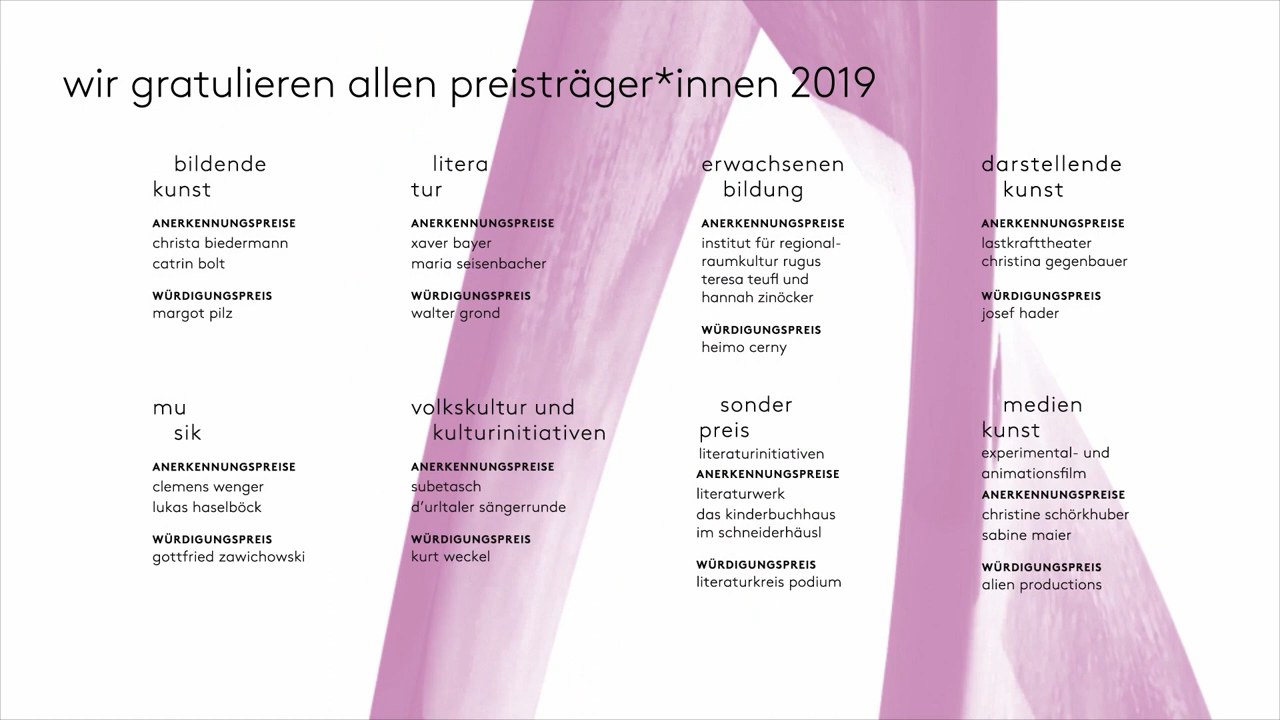 wir gratulieren allen preisträger*innen 2019
bildende
kunst
ANERKENNUNGSPREISE
christa biedermann
catrin bolt
WÜRDIGUNGSPREIS
margot pilz
litera
tur
ANERKENNUNGSPREISE
xaver bayer
maria seisenbacher
WÜRDIGUNGSPREIS
walter grond
erwachsenen
bildung
ANERKENNUNGSPREISE
institut für regional-
raumkultur rugus
teresa teufl und
hannah zinöcker
WÜRDIGUNGSPREIS
heimo cerny
darstellende
kunst
ANERKENNUNGSPREISE
lastkrafttheater
christina gegenbauer
WÜRDIGUNGSPREIS
josef hader
mu
sik
ANERKENNUNGSPREISE
clemens wenger
lukas haselböck
WÜRDIGUNGSPREIS
gottfried zawichowski
volkskultur und
kulturinitiativen
ANERKENNUNGSPREISE
subetasch
d'urltaler sängerrunde
WÜRDIGUNGSPREIS
kurt weckel
sonder
preis
literaturinitiativen
ANERKENNUNGSPREISE
literaturwerk
das kinderbuchhaus
im schneiderhäusl
WÜRDIGUNGSPREIS
literaturkreis podium
medien
kunst
experimental- und
animationsfilm
ANERKENNUNGSPREISE
christine schörkhuber
sabine maier
WÜRDIGUNGSPREIS
alien productions